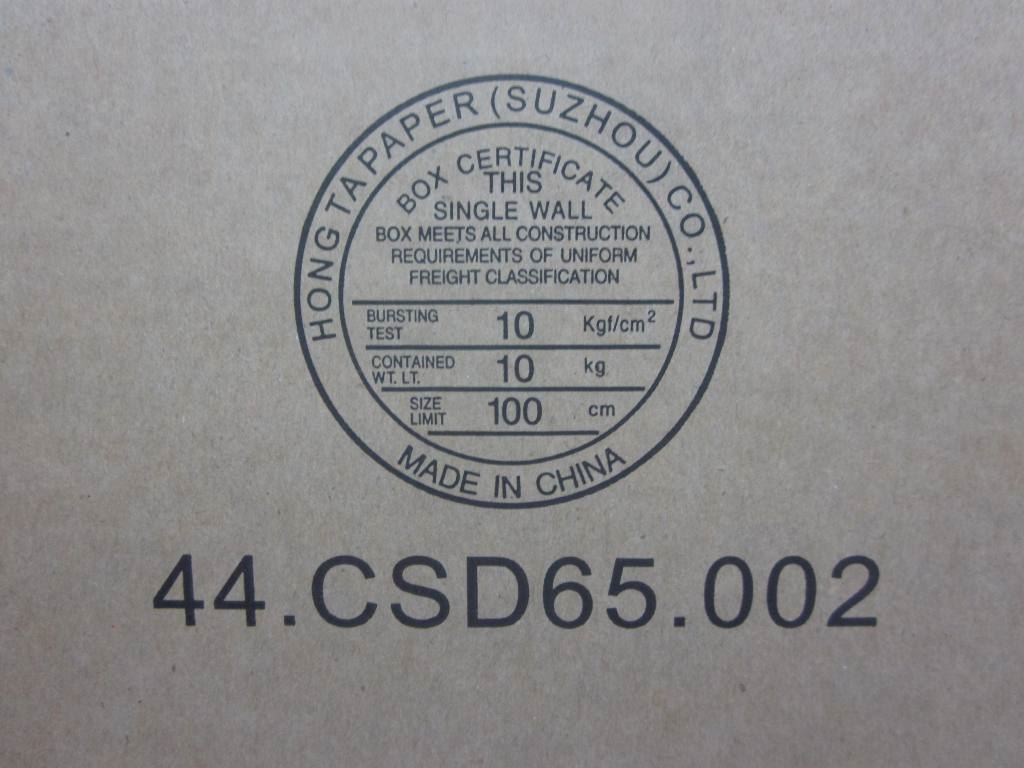 HONG TA PAPER (SUZHOU) CO.,LTD
BOX CERTIFICATE
THIS
SINGLE WALL
BOX MEETS ALL CONSTRUCTION
REQUIREMENTS OF UNIFORM
FREIGHT CLASSIFICATION
BURSTING TEST 10 Kgf/cm²
CONTAINED WT. LT. 10 kg
SIZE LIMIT 100 cm
MADE IN CHINA
44.CSD65.002